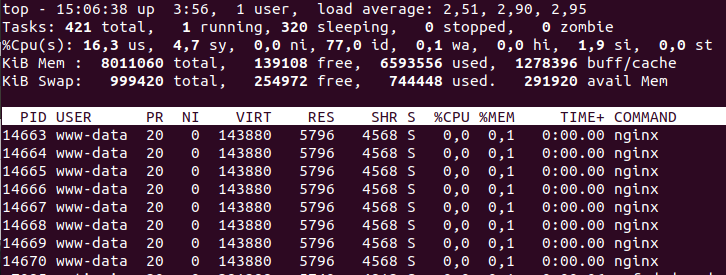 top - 15:06:38 up  3:56,  1 user,  load average: 2,51, 2,90, 2,95
Tasks: 421 total,   1 running, 320 sleeping,   0 stopped,   0 zombie
%Cpu(s): 16,3 us,  4,7 sy,  0,0 ni, 77,0 id,  0,1 wa,  0,0 hi,  1,9 si,  0,0 st
KiB Mem :  8011060 total,   139108 free,  6593556 used,  1278396 buff/cache
KiB Swap:   999420 total,   254972 free,   744448 used.   291920 avail Mem
PID USER      PR  NI    VIRT    RES    SHR S  %CPU %MEM     TIME+ COMMAND
14663 www-data  20   0  143880   5796   4568 S   0,0  0,1   0:00.00 nginx
14664 www-data  20   0  143880   5796   4568 S   0,0  0,1   0:00.00 nginx
14665 www-data  20   0  143880   5796   4568 S   0,0  0,1   0:00.00 nginx
14666 www-data  20   0  143880   5796   4568 S   0,0  0,1   0:00.00 nginx
14667 www-data  20   0  143880   5796   4568 S   0,0  0,1   0:00.00 nginx
14668 www-data  20   0  143880   5796   4568 S   0,0  0,1   0:00.00 nginx
14669 www-data  20   0  143880   5796   4568 S   0,0  0,1   0:00.00 nginx
14670 www-data  20   0  143880   5796   4568 S   0,0  0,1   0:00.00 nginx